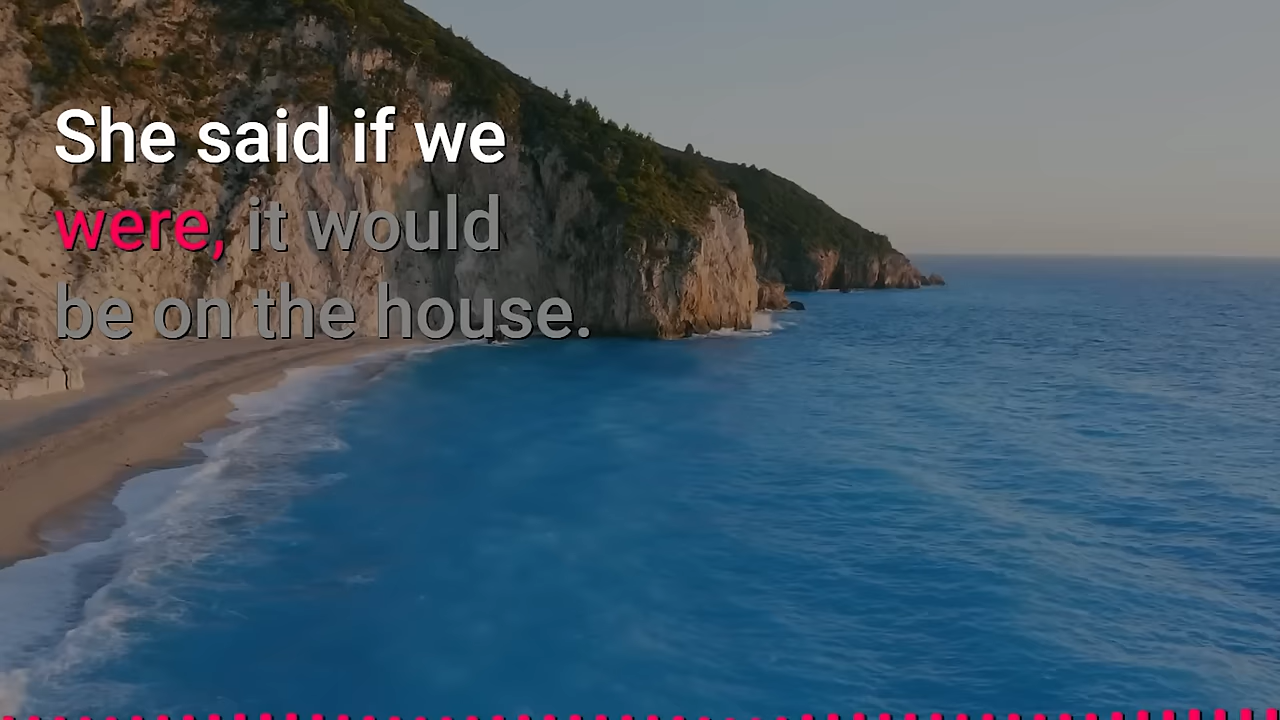 She said if we
were, it would
be on the house.